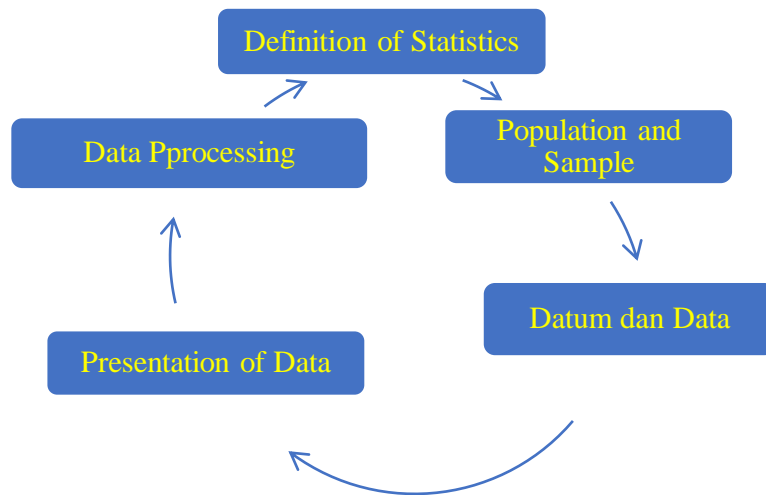 Definition of Statistics
Population and
Sample
Datum dan Data
Presentation of Data
Data Pprocessing